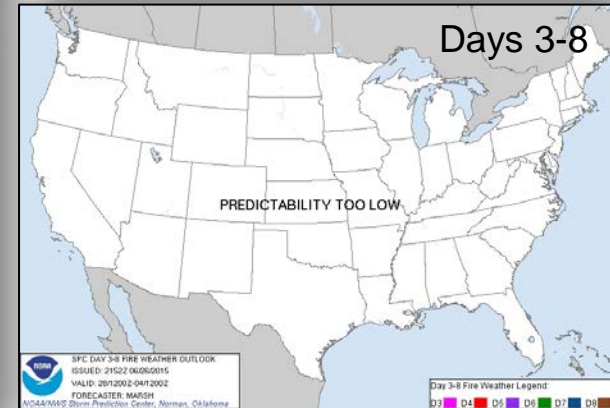 Days 3-8
PREDICTABILITY TOO LOW
NOAA
SPC DAY 3-8 FIRE WEATHER OUTLOOK
ISSUED: 2152Z 06/26/2015
VALID: 28/1200Z-04/1200Z
FORECASTER: MARSH
NOAA/NWS Storm Prediction Center, Norman, Oklahoma
Day 3-8 Fire Weather Legend:
D3 D4 D5 D6 D7 D8